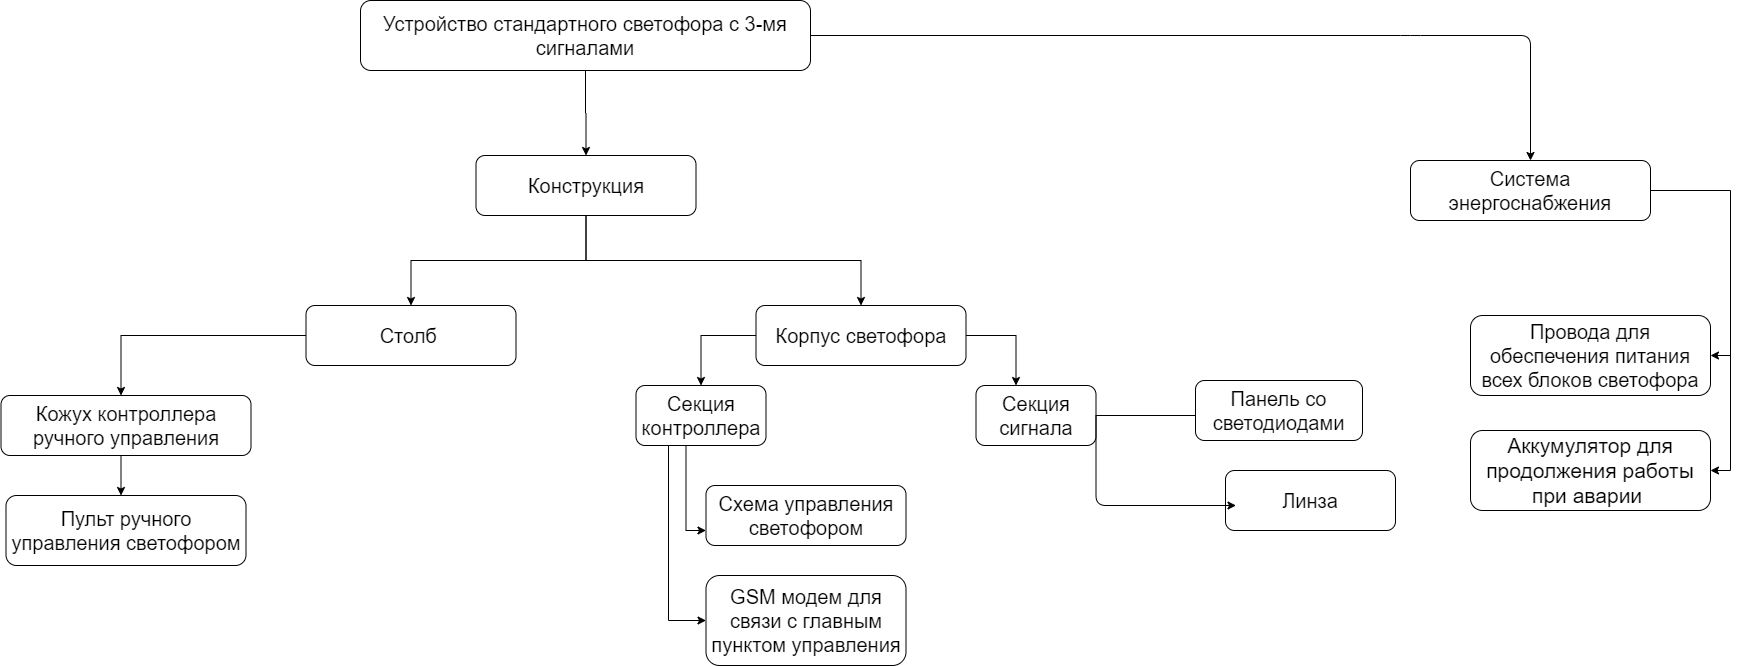 Устройство стандартного светофора с 3-мя
сигналами
Конструкция
Система
энергоснабжения
Столб
Корпус светофора
Провода для
обеспечения питания
всех блоков светофора
Кожух контроллера
ручного управления
Секция
контроллера
Секция
сигнала
Панель со
светодиодами
Аккумулятор для
продолжения работы
при аварии
Линза
Пульт ручного
управления светофором
Схема управления
светофором
GSM модем для
связи с главным
пунктом управления